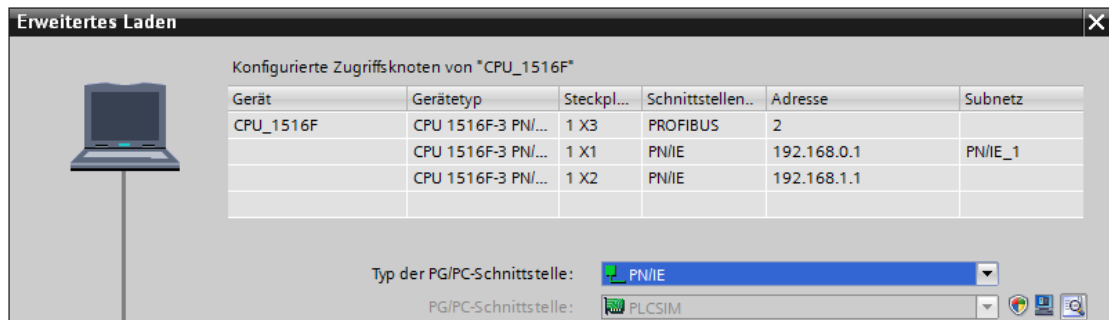 Erweitertes Laden
Konfigurierte Zugriffsknoten von "CPU_1516F"
Gerät Gerätetyp Steckpl... Schnittstellen.. Adresse Subnetz
CPU_1516F CPU 1516F-3 PN/... 1 X3 PROFIBUS 2
CPU 1516F-3 PN/... 1 X1 PN/IE 192.168.0.1 PN/IE_1
CPU 1516F-3 PN/... 1 X2 PN/IE 192.168.1.1
Typ der PG/PC-Schnittstelle: PN/IE
PG/PC-Schnittstelle: PLCSIM